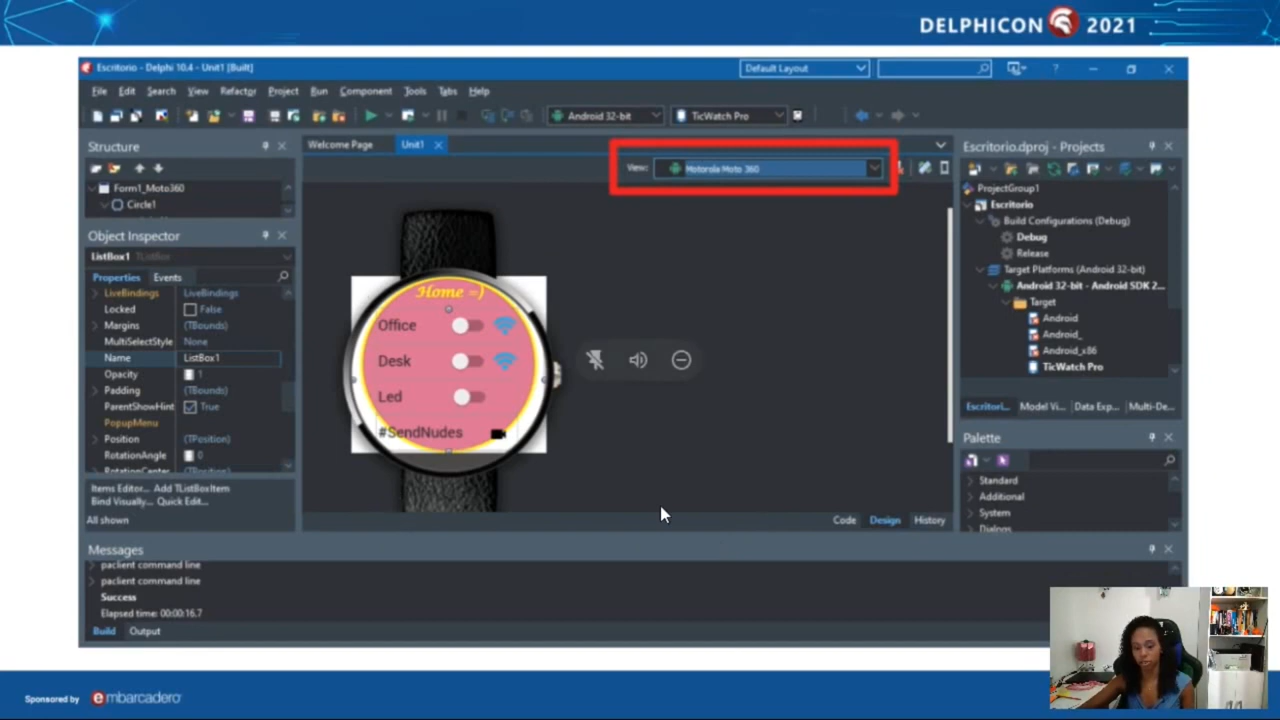 DELPHICON 2021
Escritorio - Delphi 10.4 - Unit1 [Built]
Default Layout
File Edit Search View Refactor Project Run Component Tools Tabs Help
Android 32-bit
TicWatch Pro
Structure
Form1_Moto360
Circle1
Object Inspector
ListBox1 TListBox
Properties Events
LiveBindings LiveBindings
Locked False
Margins (TBounds)
MultiSelectStyle None
Name ListBox1
Opacity 1
Padding (TBounds)
ParentShowHint True
PopupMenu
Position (TPosition)
RotationAngle 0
RotationCenter (TPosition)
Items Editor... Add TListBoxItem
Bind Visually... Quick Edit...
All shown
Welcome Page Unit1
View: Motorola Moto 360
Home =)
Office
Desk
Led
#SendNudes
Code Design History
Escritorio.dproj - Projects
ProjectGroup1
Escritorio
Build Configurations (Debug)
Debug
Release
Target Platforms (Android 32-bit)
Android 32-bit - Android SDK 2...
Target
Android
Android_
Android_x86
TicWatch Pro
Escritori... Model Vi... Data Exp... Multi-De...
Palette
Standard
Additional
System
Dialogs
Messages
paclient command line
paclient command line
Success
Elapsed time: 00:00:16.7
Build Output
Sponsored by embarcadero